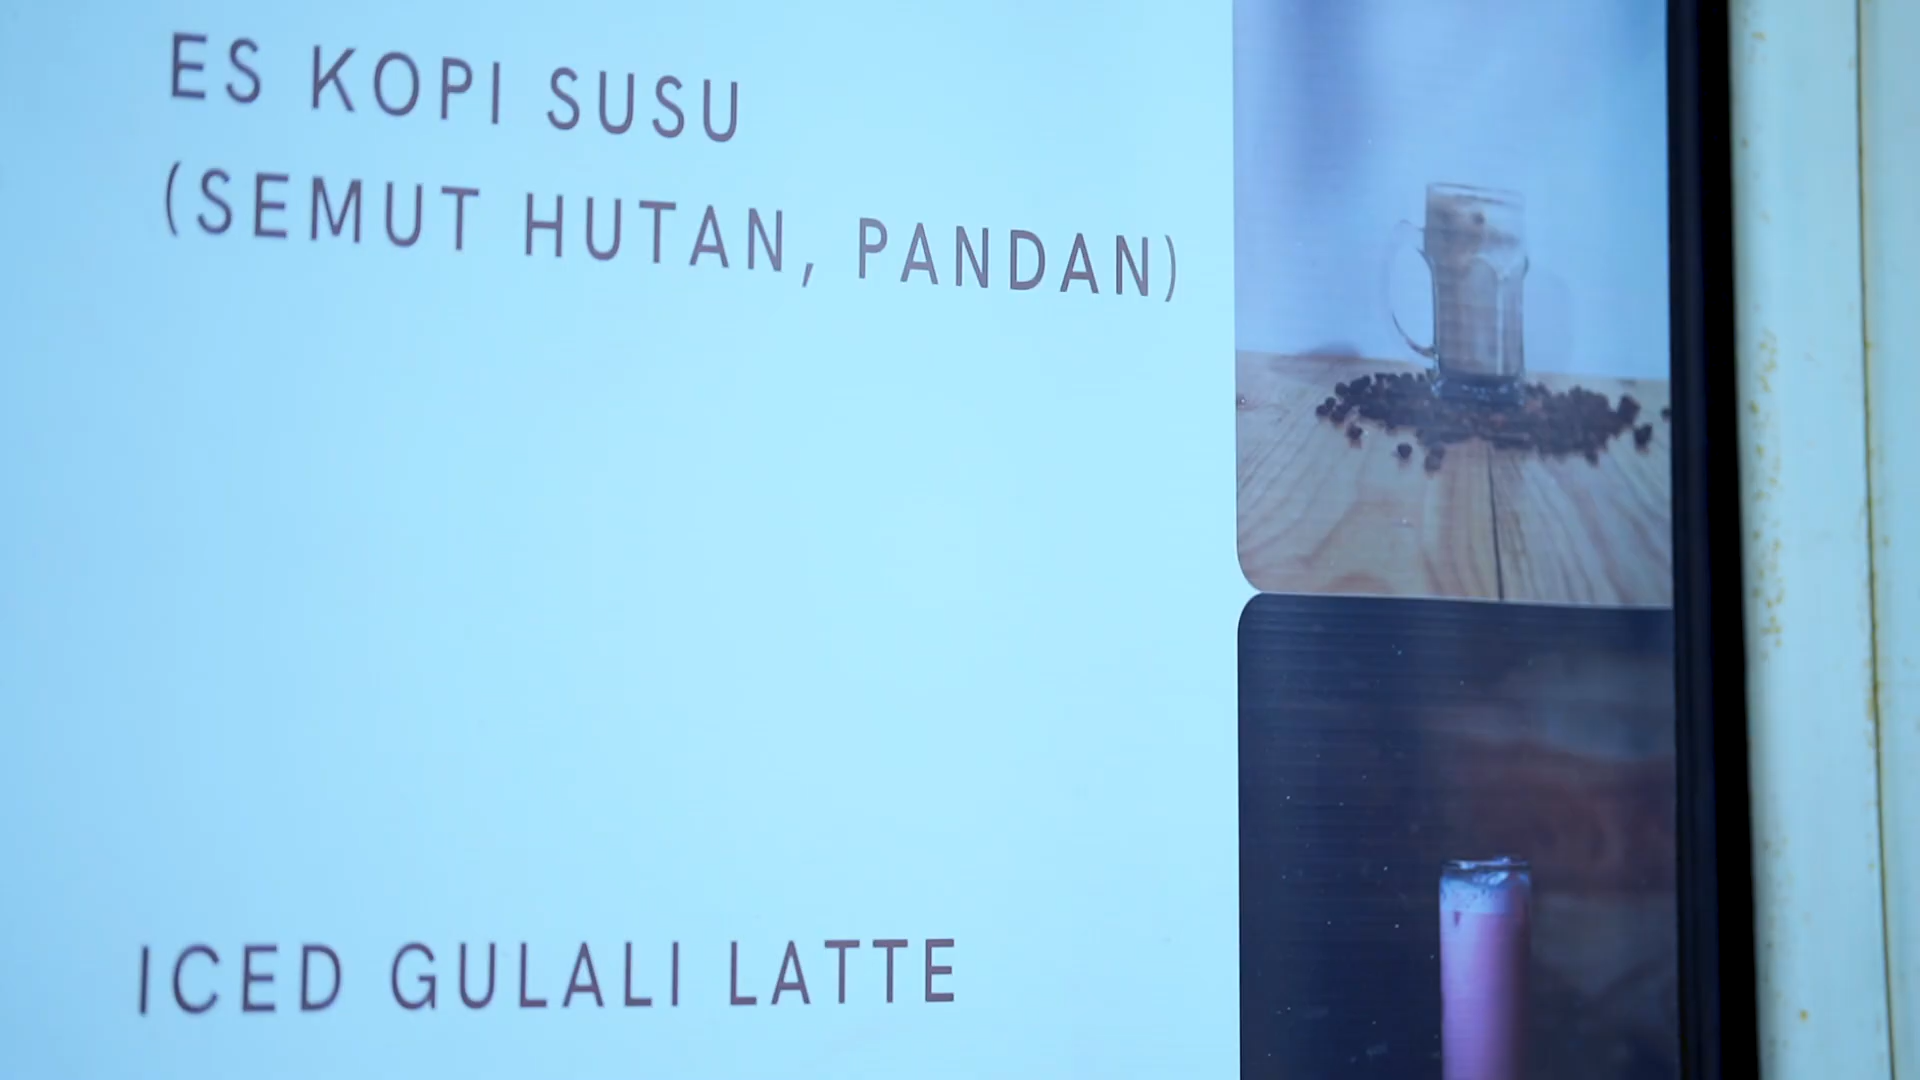 ES KOPI SUSU
(SEMUT HUTAN, PANDAN)
ICED GULALI LATTE